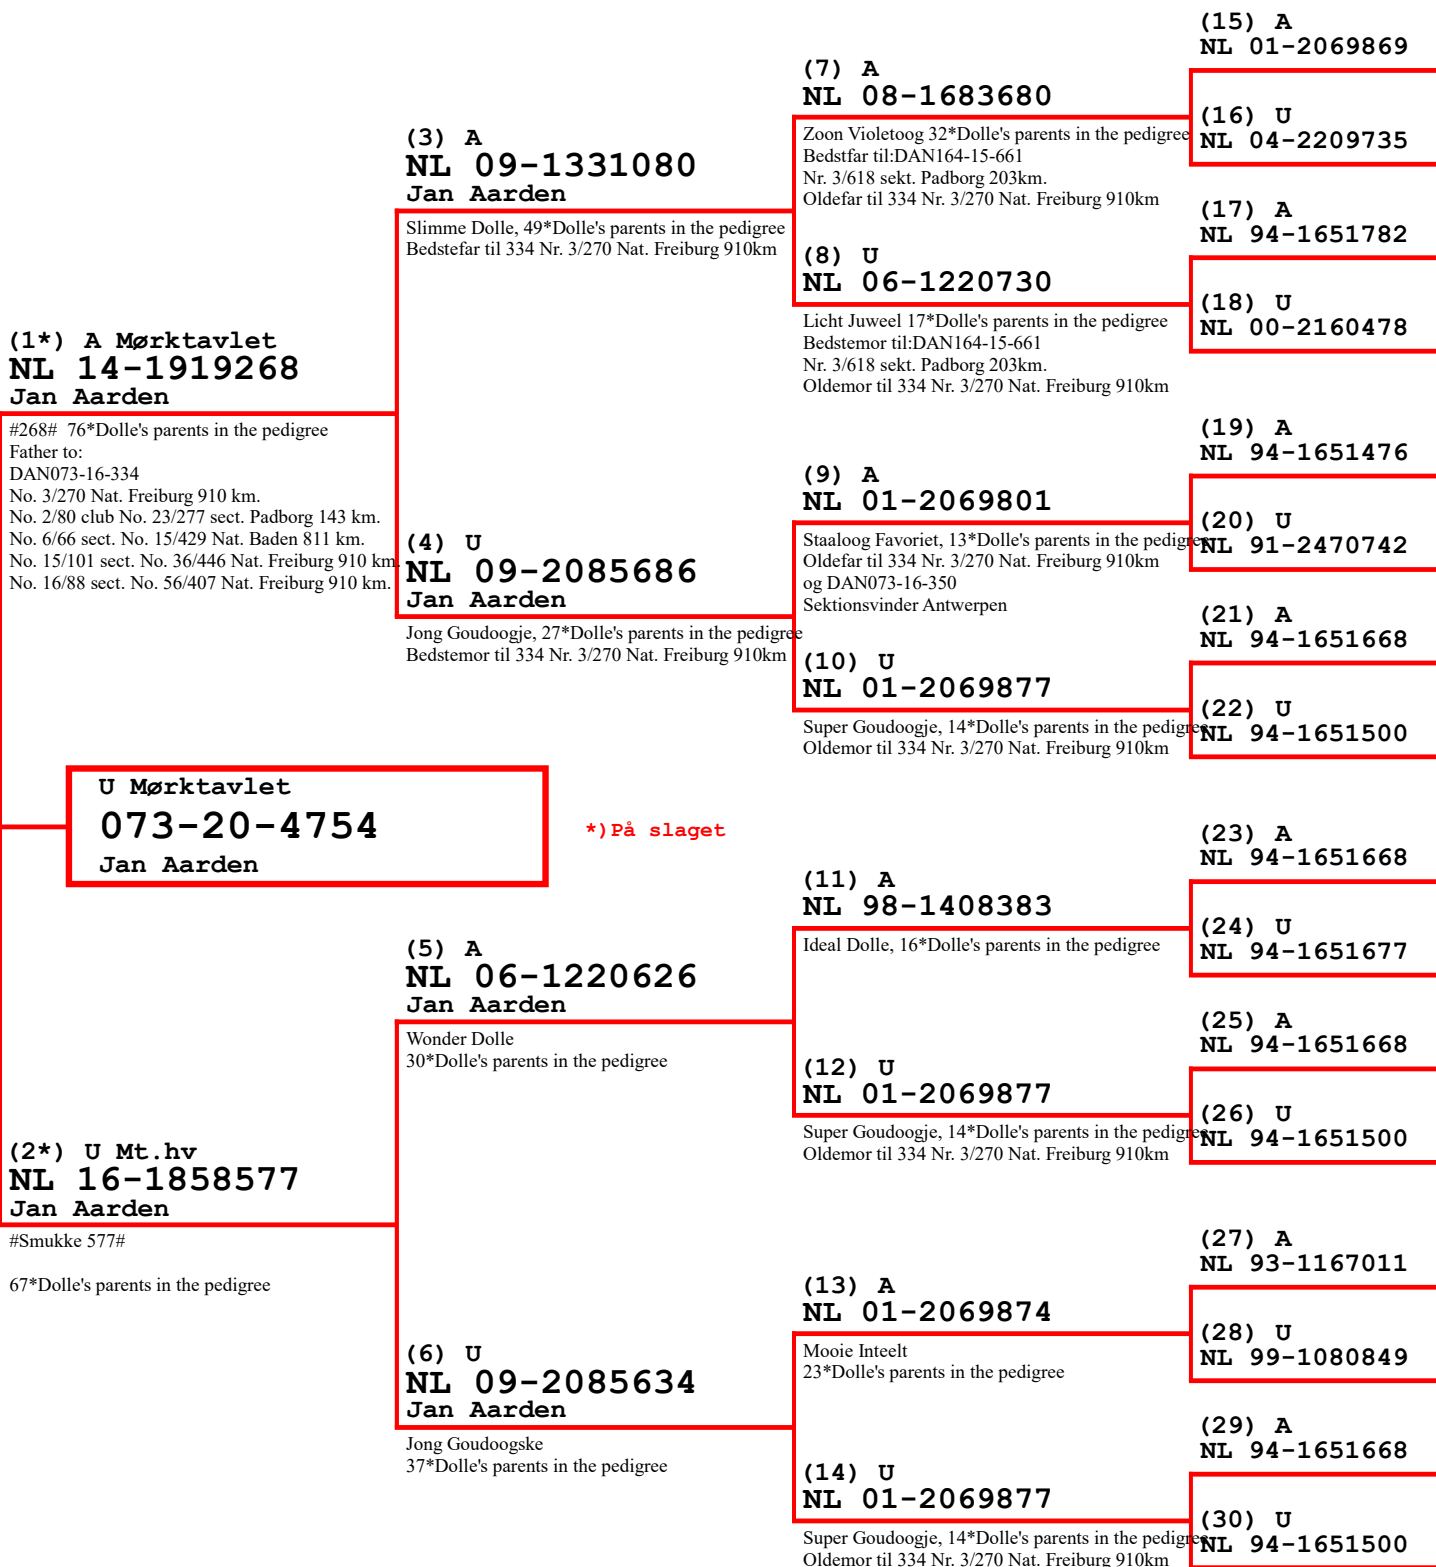 (1*) A Mørktavlet
NL 14-1919268
Jan Aarden
#268# 76*Dolle's parents in the pedigree
Father to:
DAN073-16-334
No. 3/270 Nat. Freiburg 910 km.
No. 2/80 club No. 23/277 sect. Padborg 143 km.
No. 6/66 sect. No. 15/429 Nat. Baden 811 km.
No. 15/101 sect. No. 36/446 Nat. Freiburg 910 km.
No. 16/88 sect. No. 56/407 Nat. Freiburg 910 km.
U Mørktavlet
073-20-4754
Jan Aarden
*)På slaget
(2*) U Mt.hv
NL 16-1858577
Jan Aarden
#Smukke 577#
67*Dolle's parents in the pedigree
(3) A
NL 09-1331080
Jan Aarden
Slimme Dolle, 49*Dolle's parents in the pedigree
Bedstefar til 334 Nr. 3/270 Nat. Freiburg 910km
(4) U
NL 09-2085686
Jan Aarden
Jong Goudoogje, 27*Dolle's parents in the pedigree
Bedstemor til 334 Nr. 3/270 Nat. Freiburg 910km
(5) A
NL 06-1220626
Jan Aarden
Wonder Dolle
30*Dolle's parents in the pedigree
(6) U
NL 09-2085634
Jan Aarden
Jong Goudoogske
37*Dolle's parents in the pedigree
(7) A
NL 08-1683680
Zoon Violetoog 32*Dolle's parents in the pedigree
Bedstfar til:DAN164-15-661
Nr. 3/618 sekt. Padborg 203km.
Oldefar til 334 Nr. 3/270 Nat. Freiburg 910km
(8) U
NL 06-1220730
Licht Juweel 17*Dolle's parents in the pedigree
Bedstemor til:DAN164-15-661
Nr. 3/618 sekt. Padborg 203km.
Oldemor til 334 Nr. 3/270 Nat. Freiburg 910km
(9) A
NL 01-2069801
Staaloog Favoriet, 13*Dolle's parents in the pedigree
Oldefar til 334 Nr. 3/270 Nat. Freiburg 910km
og DAN073-16-350
Sektionsvinder Antwerpen
(10) U
NL 01-2069877
Super Goudoogje, 14*Dolle's parents in the pedigree
Oldemor til 334 Nr. 3/270 Nat. Freiburg 910km
(11) A
NL 98-1408383
Ideal Dolle, 16*Dolle's parents in the pedigree
(12) U
NL 01-2069877
Super Goudoogje, 14*Dolle's parents in the pedigree
Oldemor til 334 Nr. 3/270 Nat. Freiburg 910km
(13) A
NL 01-2069874
Mooie Inteelt
23*Dolle's parents in the pedigree
(14) U
NL 01-2069877
Super Goudoogje, 14*Dolle's parents in the pedigree
Oldemor til 334 Nr. 3/270 Nat. Freiburg 910km
(15) A
NL 01-2069869
(16) U
NL 04-2209735
(17) A
NL 94-1651782
(18) U
NL 00-2160478
(19) A
NL 94-1651476
(20) U
NL 91-2470742
(21) A
NL 94-1651668
(22) U
NL 94-1651500
(23) A
NL 94-1651668
(24) U
NL 94-1651677
(25) A
NL 94-1651668
(26) U
NL 94-1651500
(27) A
NL 93-1167011
(28) U
NL 99-1080849
(29) A
NL 94-1651668
(30) U
NL 94-1651500